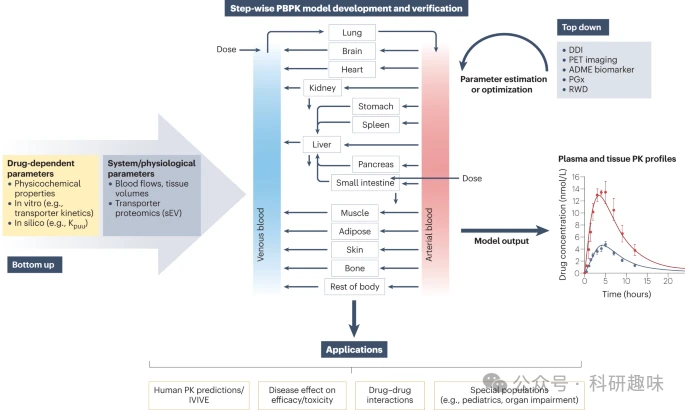 Step-wise PBPK model development and verification
Top down
• DDI
• PET imaging
• ADME biomarker
• PGx
• RWD
Parameter estimation
or optimization
Dose
Lung
Brain
Heart
Kidney
Stomach
Spleen
Liver
Pancreas
Small intestine
Dose
Muscle
Adipose
Skin
Bone
Rest of body
Venous blood
Arterial blood
Drug-dependent
parameters
• Physicochemical
properties
• In vitro (e.g.,
transporter kinetics)
• In silico (e.g., Kpuu)
System/physiological
parameters
• Blood flows, tissue
volumes
• Transporter
proteomics (sEV)
Bottom up
Model output
Plasma and tissue PK profiles
Drug concentration (nmol/L)
16
14
12
10
8
6
4
2
0
0
5
10
15
20
Time (hours)
Applications
Human PK predictions/
IVIVE
Disease effect on
efficacy/toxicity
Drug–drug
interactions
Special populations
(e.g., pediatrics, organ impairment)
公众号 · 科研趣味